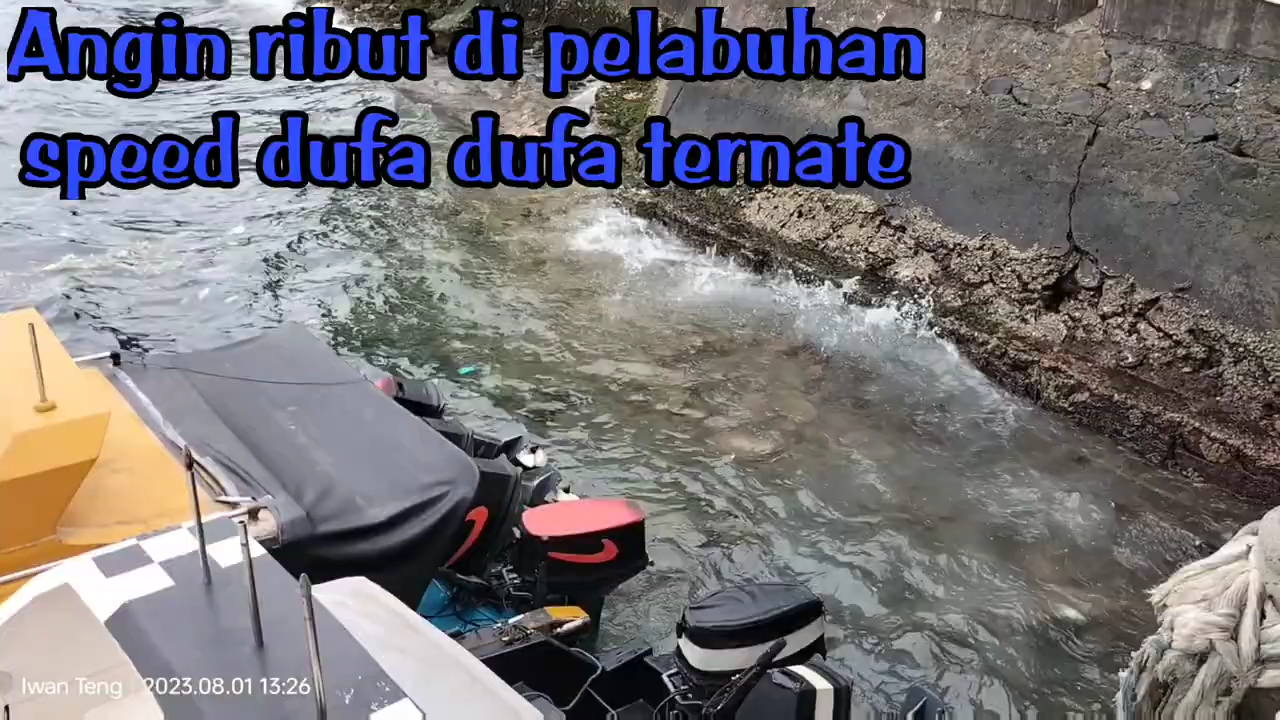 Angin ribut di pelabuhan
speed dufa dufa ternate
Iwan Teng | 2023.08.01 13:26